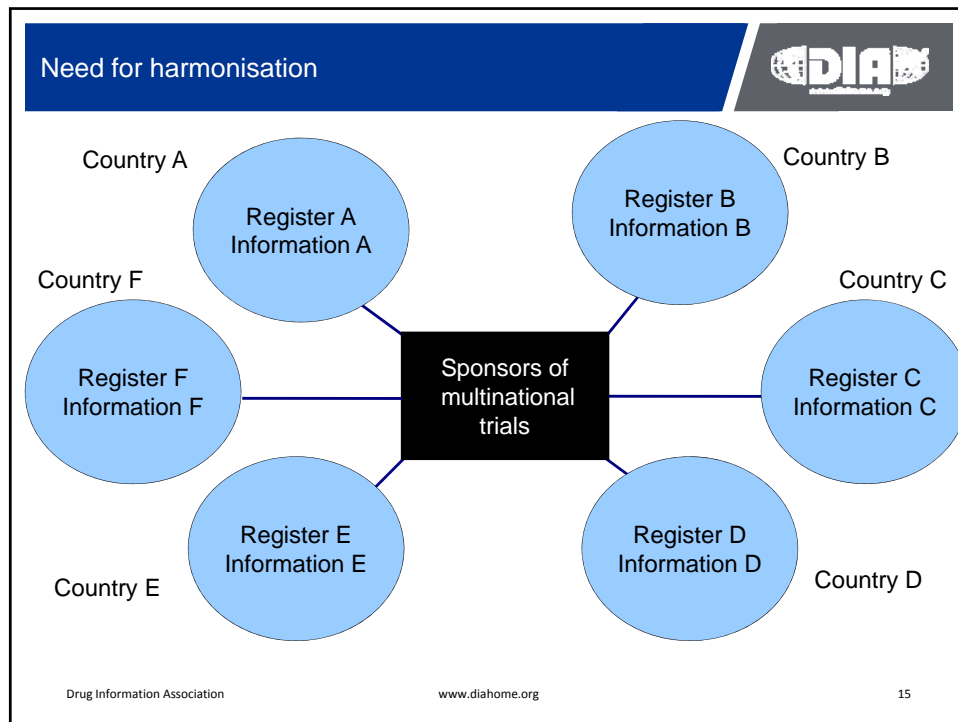 Need for harmonisation
DIA
Country A
Country B
Register A
Information A
Register B
Information B
Country F
Country C
Register F
Information F
Sponsors of
multinational
trials
Register C
Information C
Register E
Information E
Register D
Information D
Country E
Country D
Drug Information Association
www.diahome.org
15